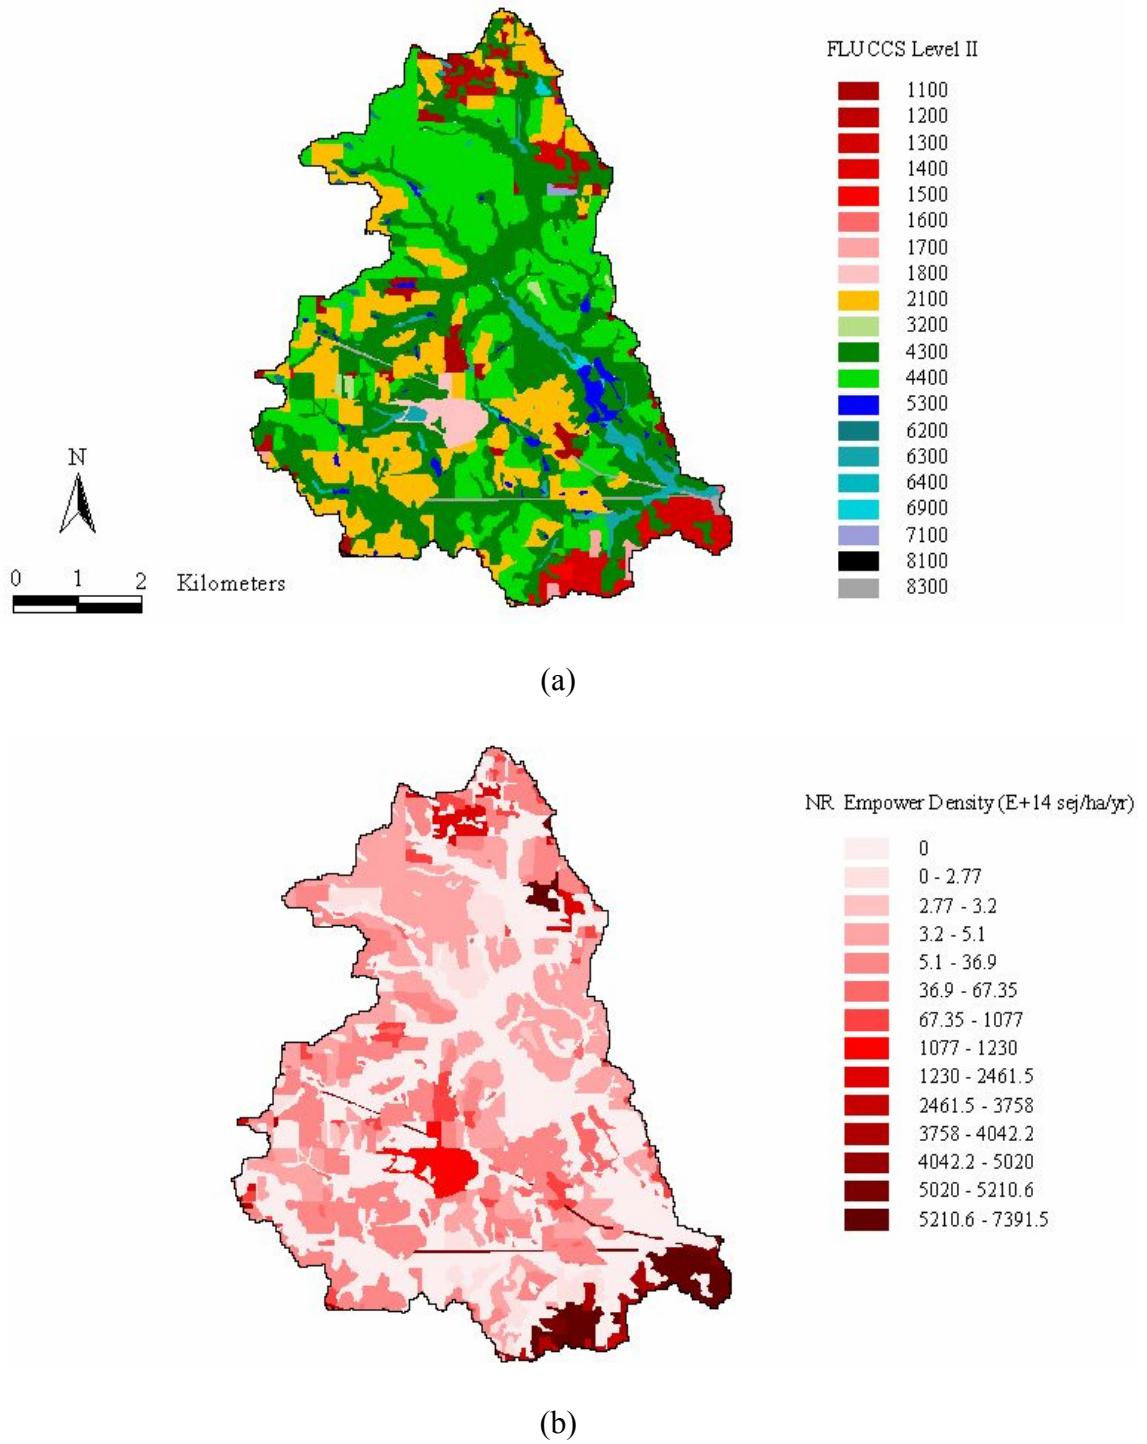 FLUCCS Level II
1100
1200
1300
1400
1500
1600
1700
1800
2100
3200
4300
4400
5300
6200
6300
6400
6900
7100
8100
8300
N
0 1 2 Kilometers
(a)
NR Empower Density (E+14 sej/ha/yr)
0
0 - 2.77
2.77 - 3.2
3.2 - 5.1
5.1 - 36.9
36.9 - 67.35
67.35 - 1077
1077 - 1230
1230 - 2461.5
2461.5 - 3758
3758 - 4042.2
4042.2 - 5020
5020 - 5210.6
5210.6 - 7391.5
(b)